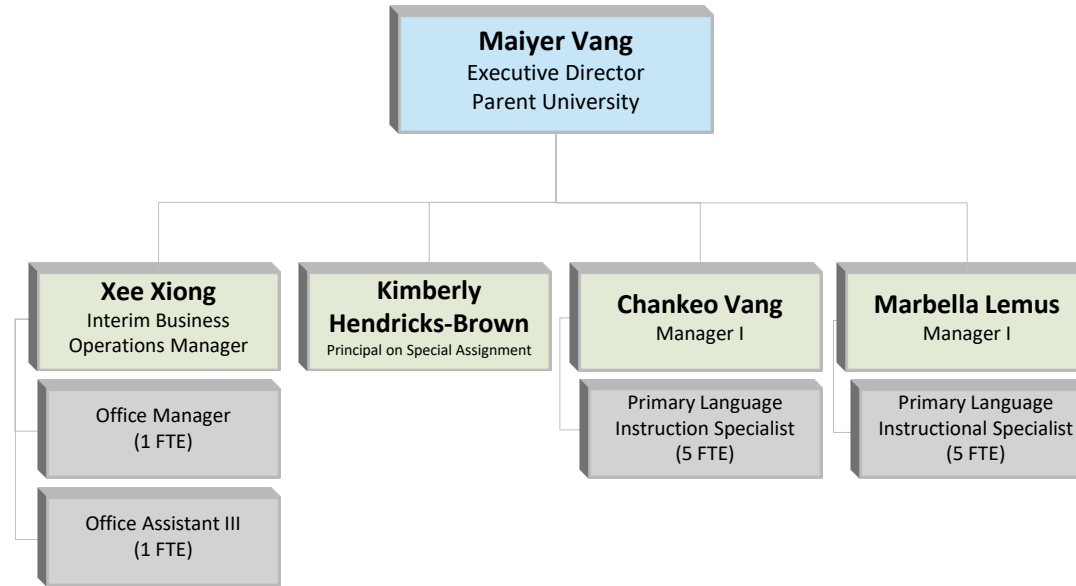 Maiyer Vang
Executive Director
Parent University
Xee Xiong
Interim Business
Operations Manager
Office Manager
(1 FTE)
Office Assistant III
(1 FTE)
Kimberly
Hendricks-Brown
Principal on Special Assignment
Chankeo Vang
Manager I
Primary Language
Instruction Specialist
(5 FTE)
Marbella Lemus
Manager I
Primary Language
Instructional Specialist
(5 FTE)